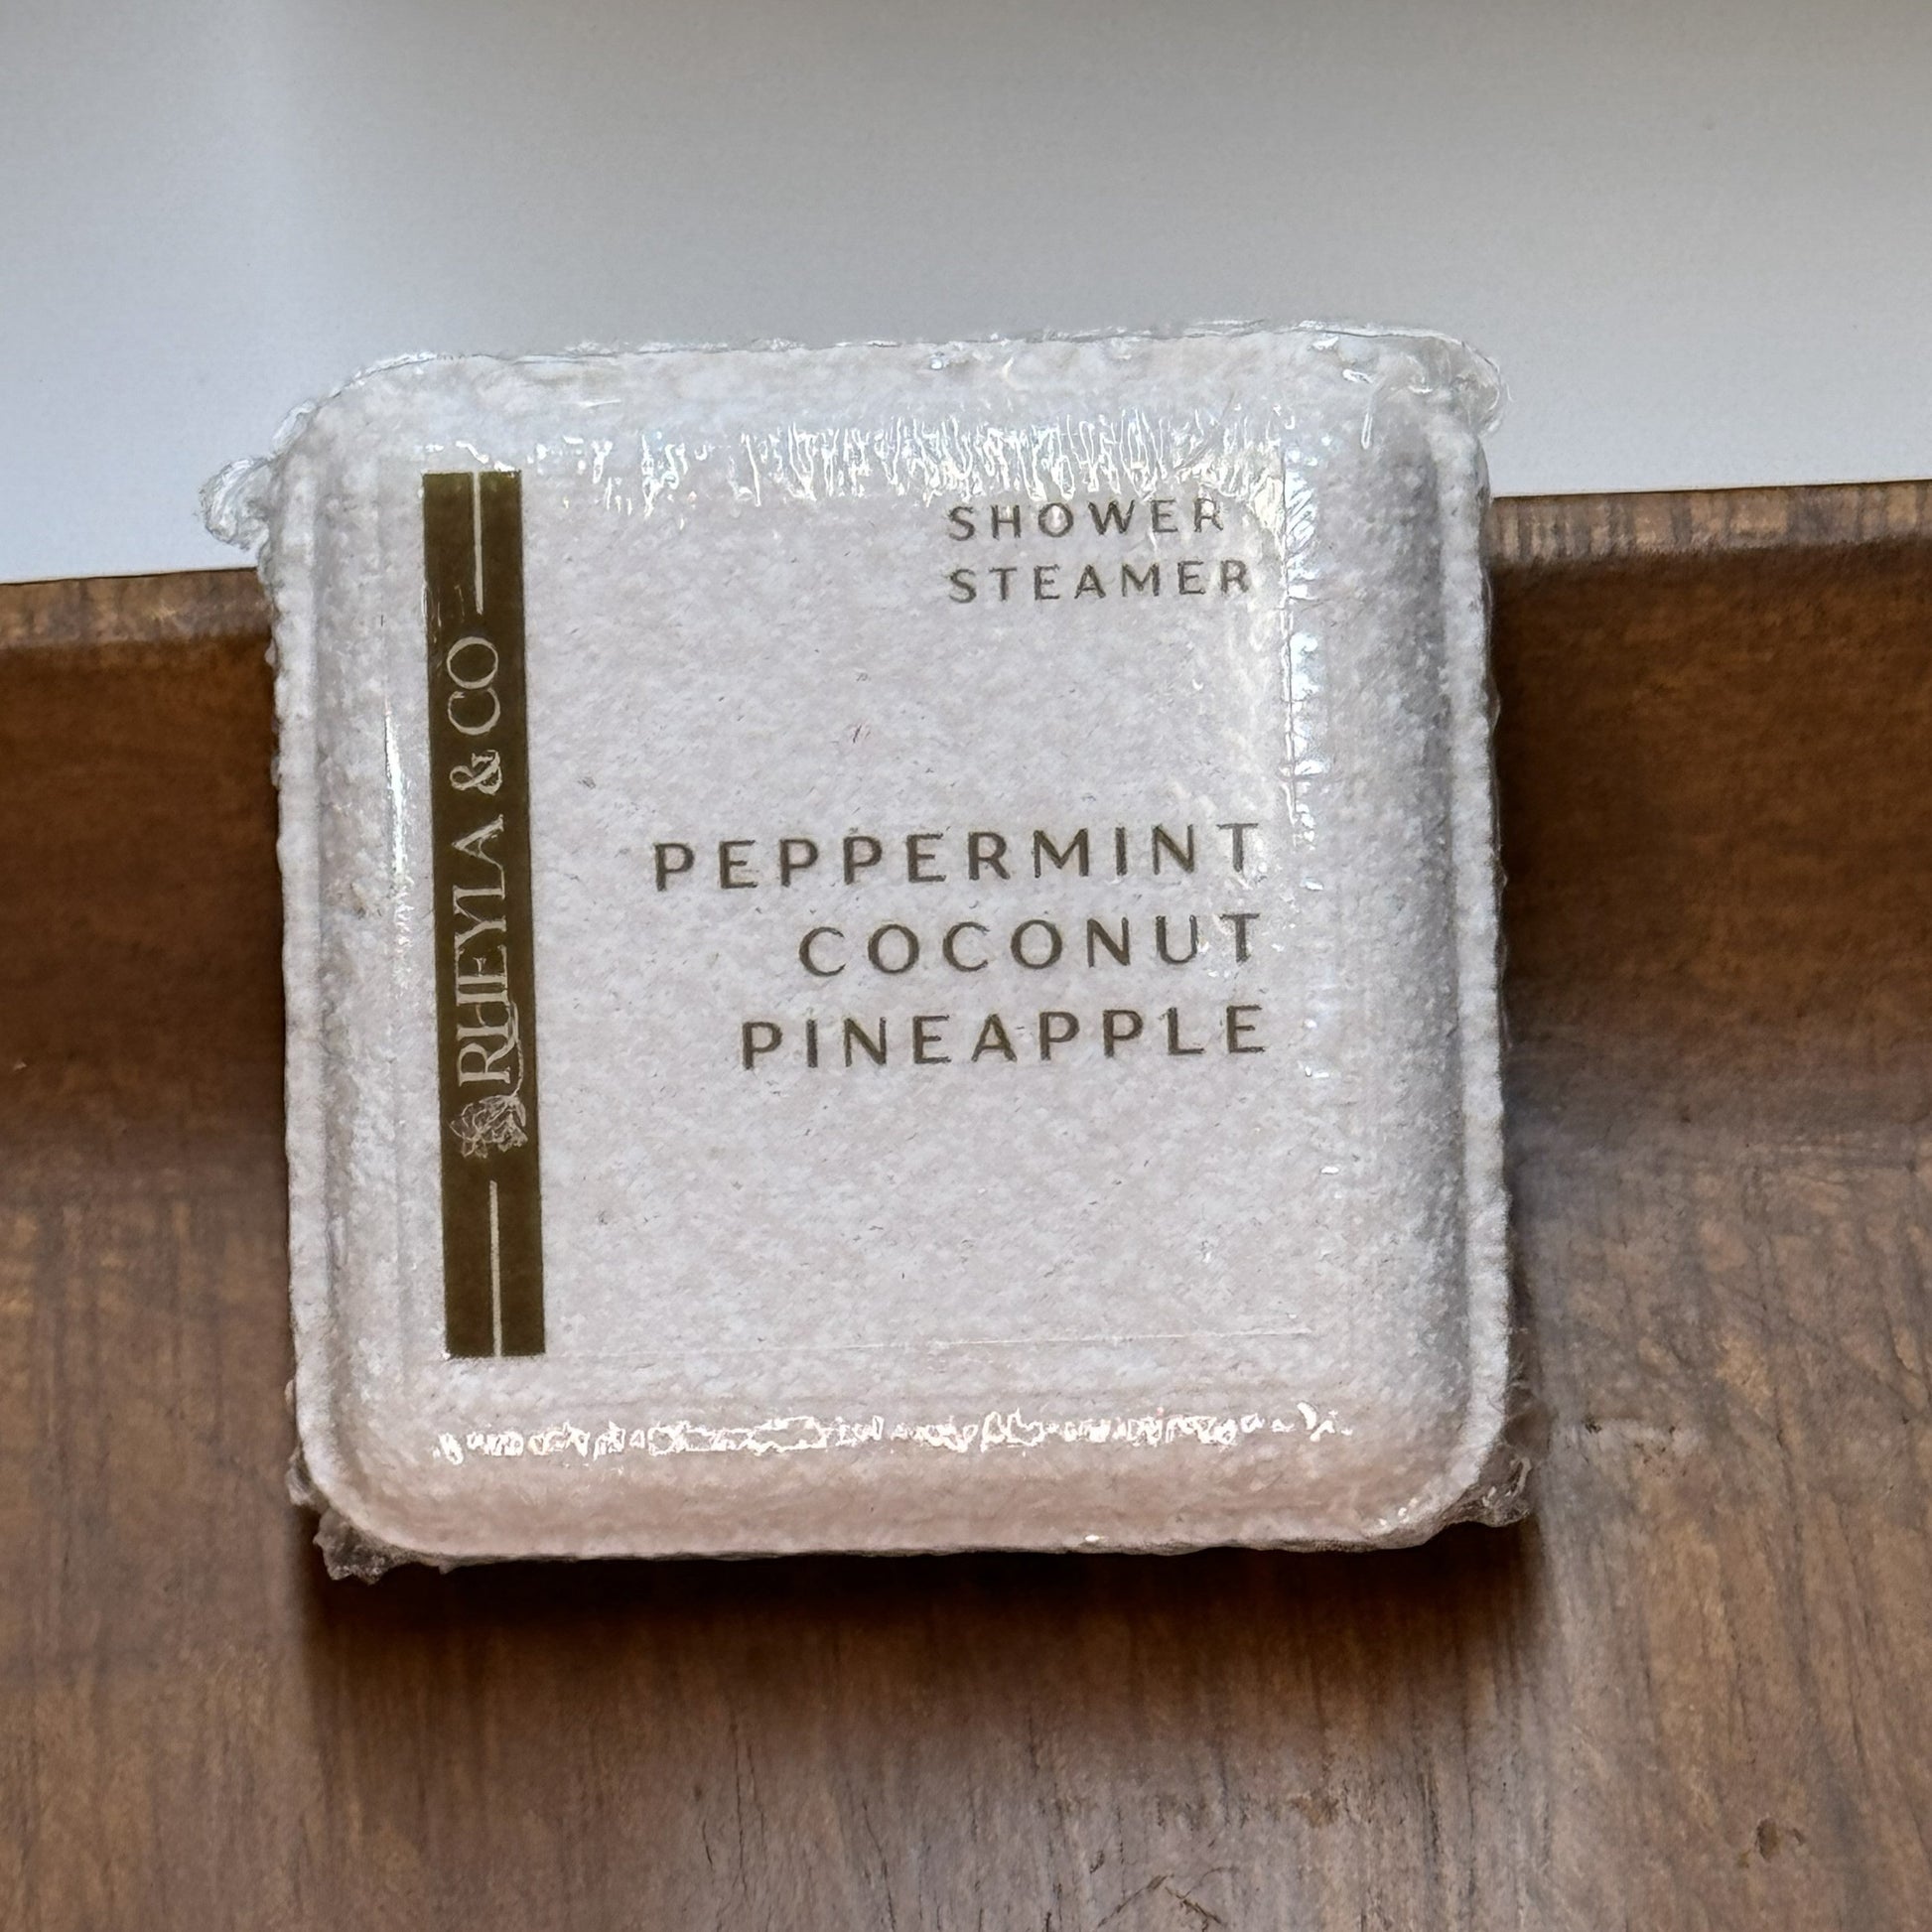 SHOWER
STEAMER
RHEYLA & CO
PEPPERMINT
COCONUT
PINEAPPLE